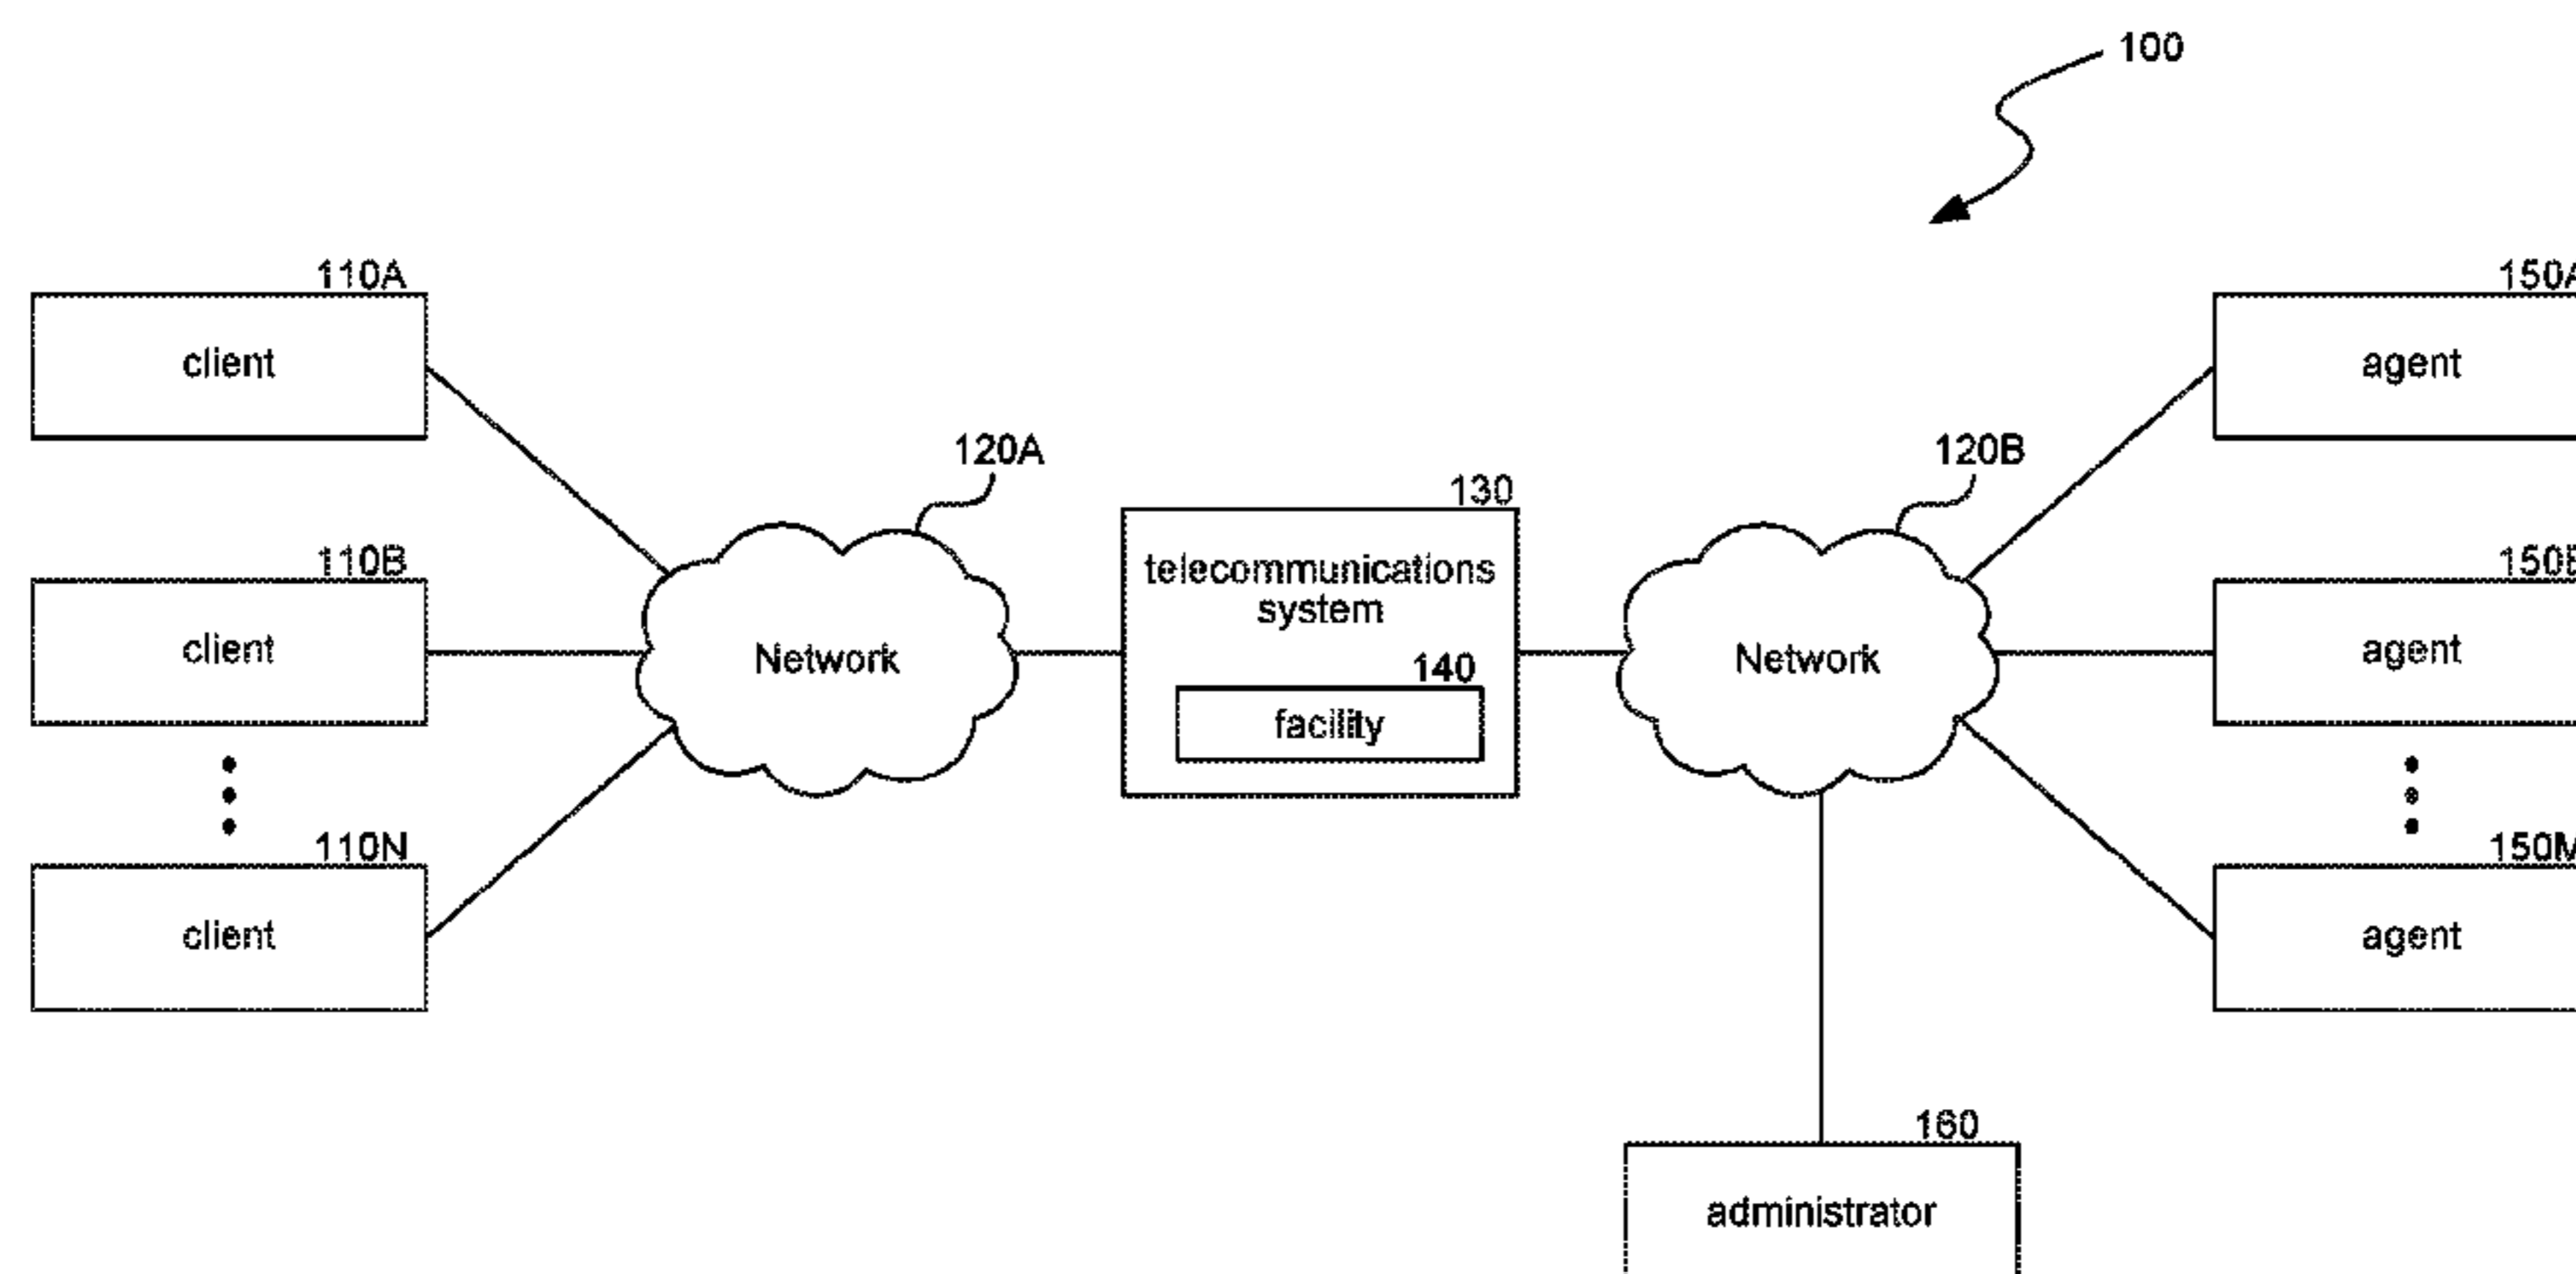 100
110A
client
150A
agent
120A
120B
130
telecommunications
system
110B
client
Network
140
facility
Network
150B
agent
110N
client
150M
agent
160
administrator